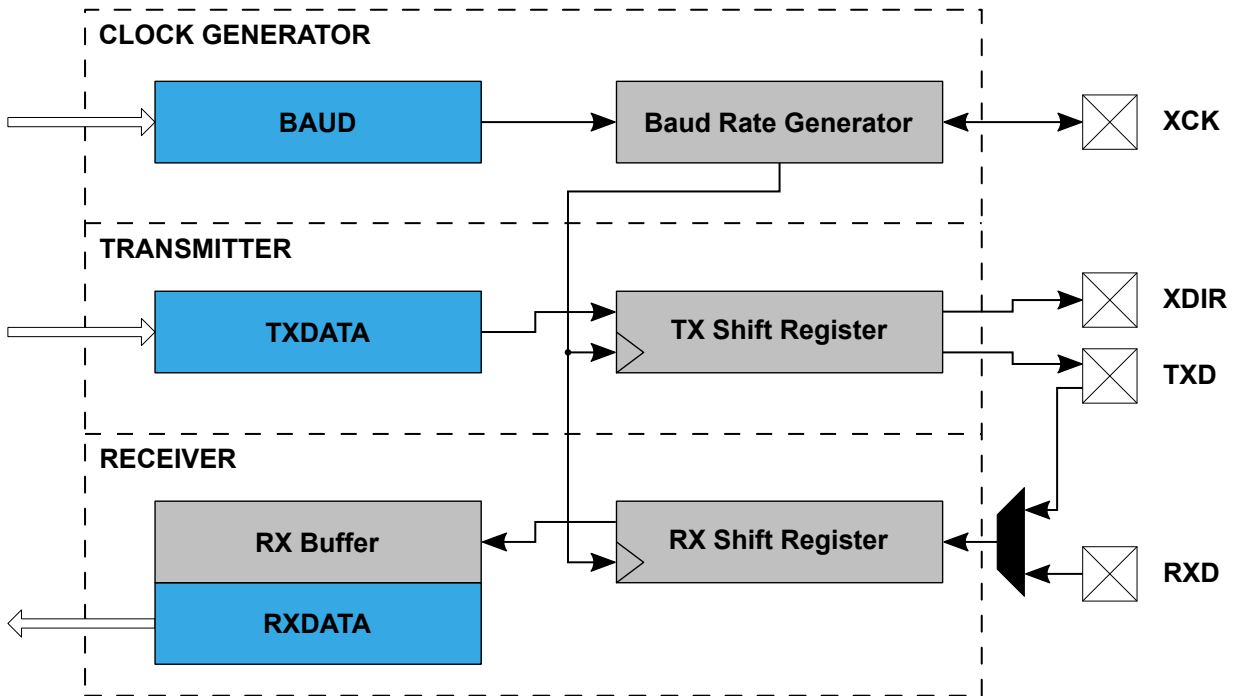 CLOCK GENERATOR
BAUD
Baud Rate Generator
XCK
TRANSMITTER
TXDATA
TX Shift Register
XDIR
TXD
RECEIVER
RX Buffer
RX Shift Register
RXD
RXDATA